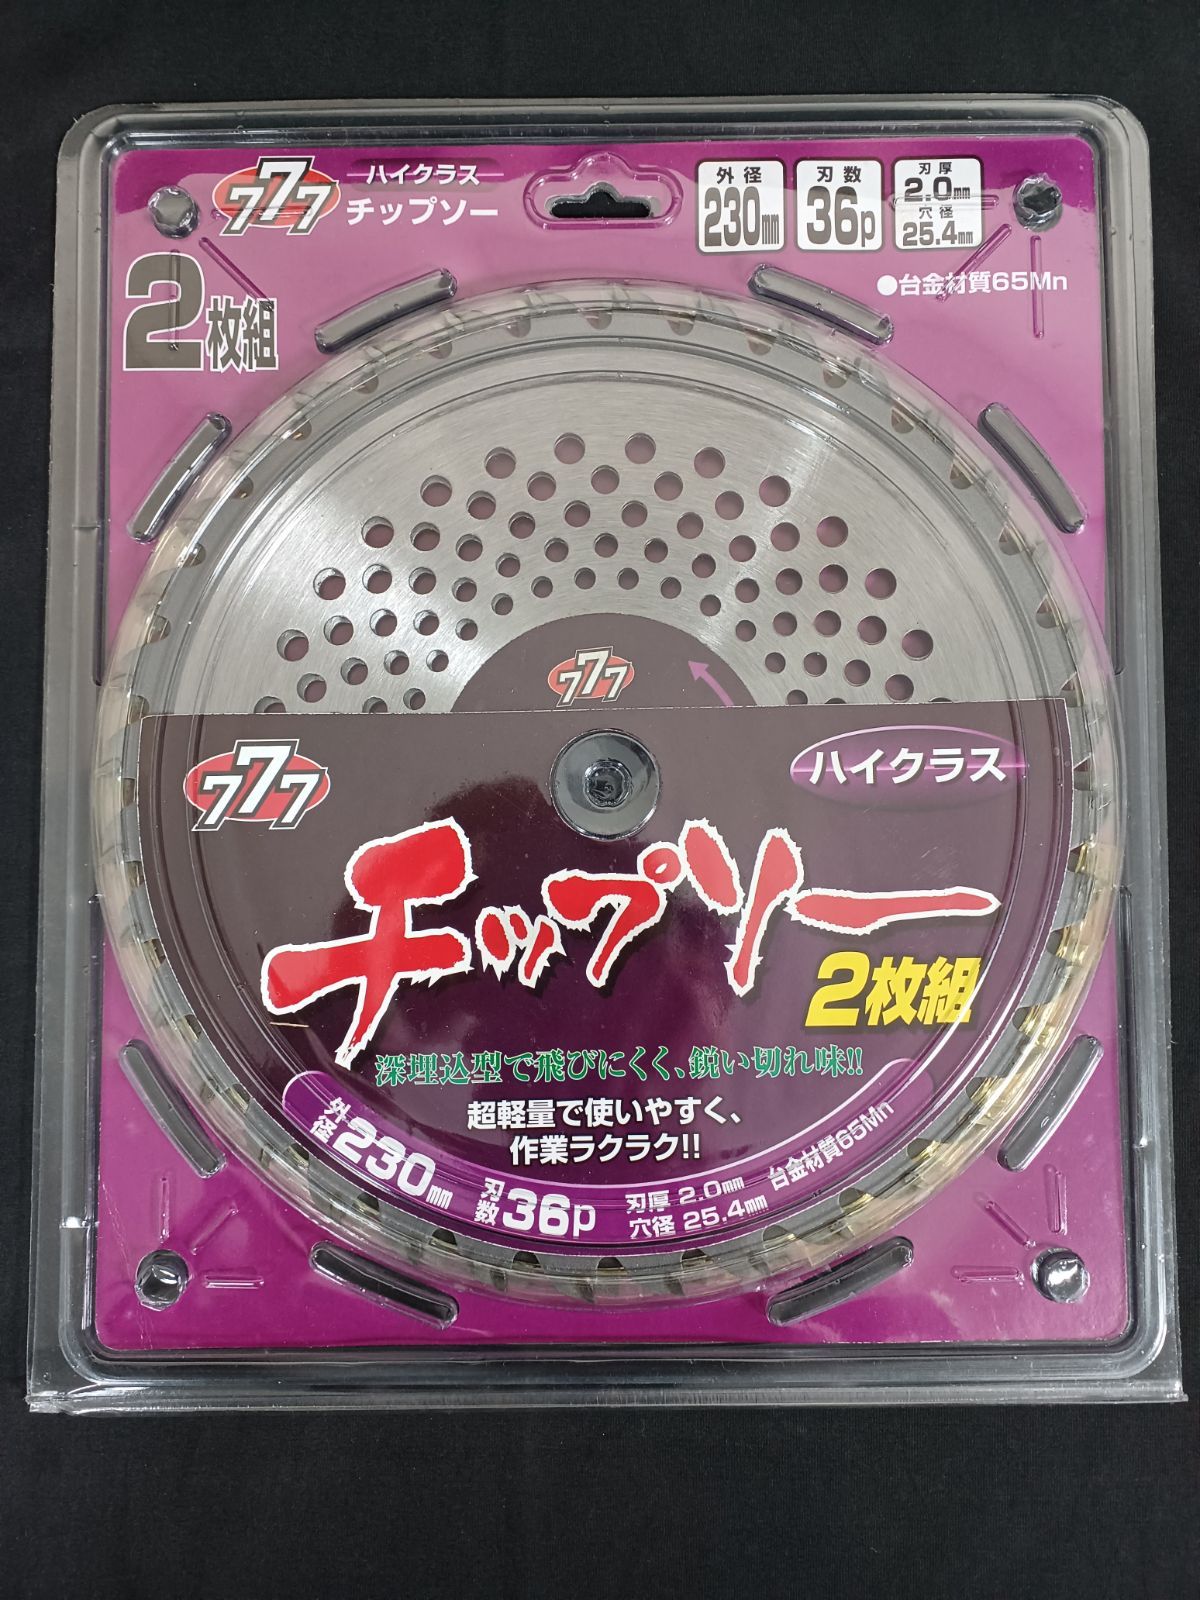 777
ハイクラス
チップソー
外径
230mm
刃数
36p
刃厚
2.0mm
穴径
25.4mm
●台金材質65Mn
2枚組
777
777
ハイクラス
チップソー
2枚組
深埋込型で飛びにくく、鋭い切れ味!!
超軽量で使いやすく、
作業ラクラク!!
外径230mm 刃数36p 刃厚 2.0mm 台金材質65Mn
穴径 25.4mm